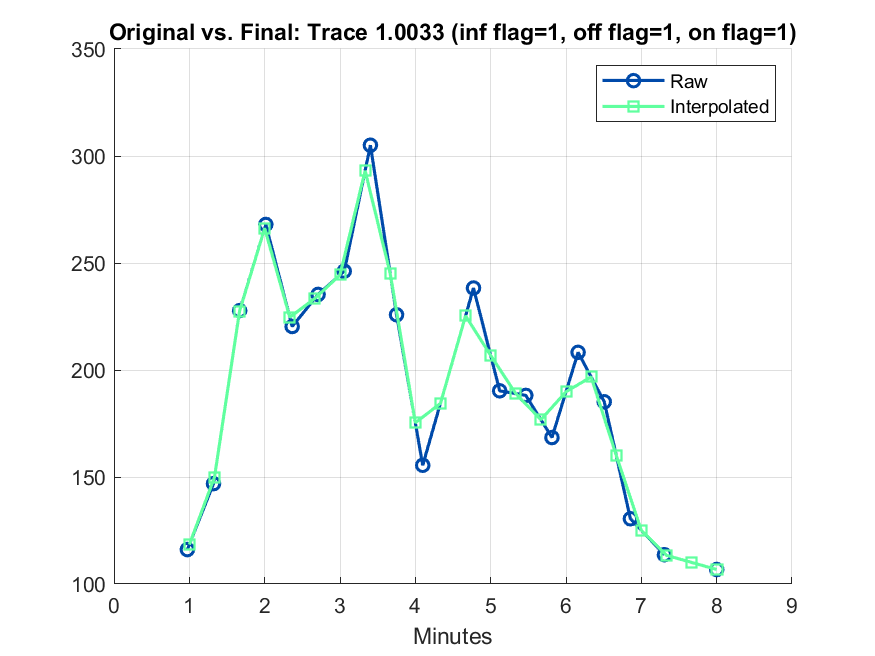 Original vs. Final: Trace 1.0033 (inf flag=1, off flag=1, on flag=1)
350
300
250
200
150
100
Raw
Interpolated
0 1 2 3 4 5 6 7 8 9
Minutes